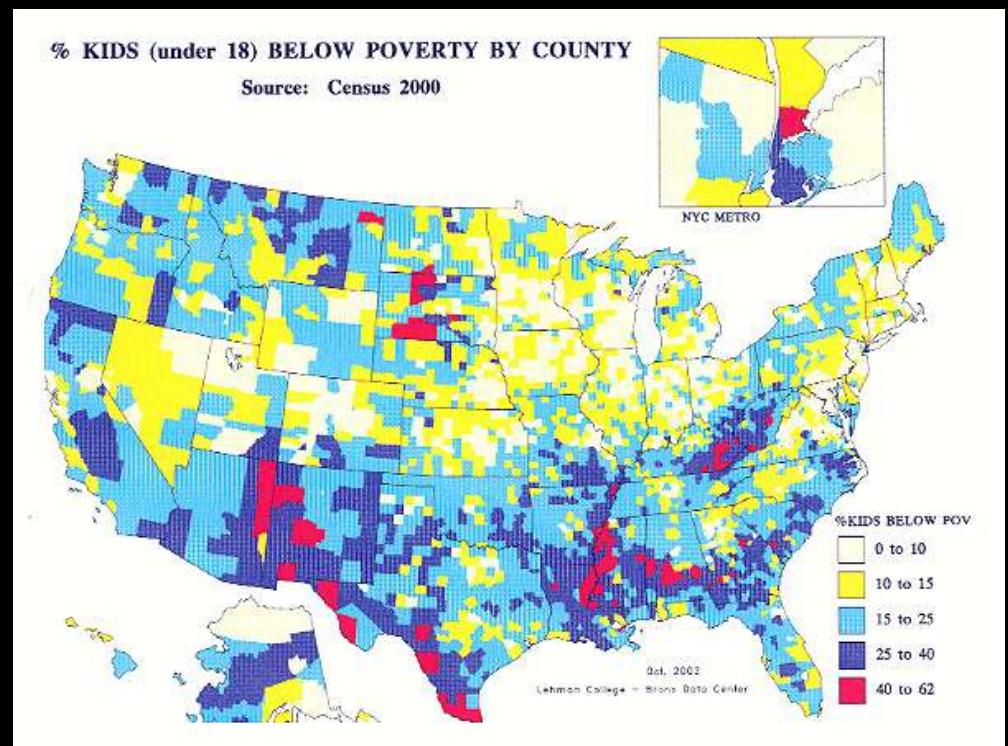 % KIDS (under 18) BELOW POVERTY BY COUNTY
Source: Census 2000
NYC METRO
%KIDS BELOW POV
0 to 10
10 to 15
15 to 25
25 to 40
40 to 62
Oct. 2002
Lehman College - Bronx Data Center